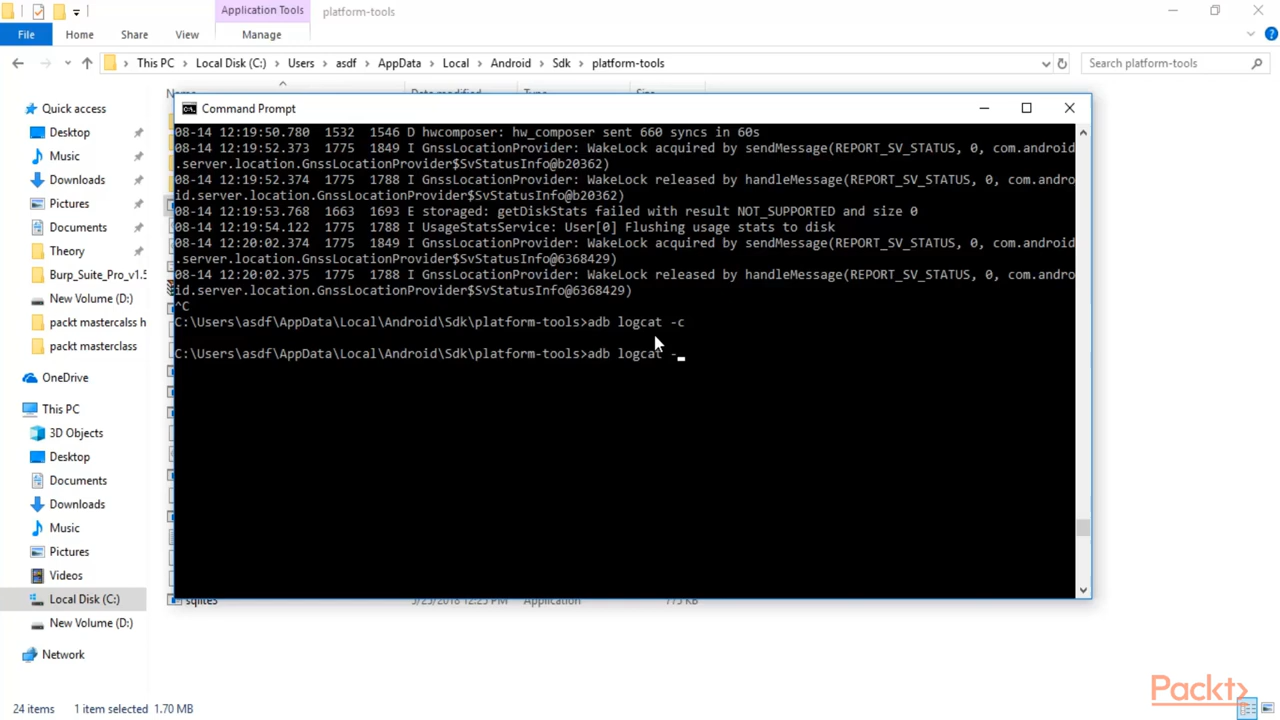 Application Tools
platform-tools
File
Home
Share
View
Manage
This PC
Local Disk (C:)
Users
asdf
AppData
Local
Android
Sdk
platform-tools
Search platform-tools
Quick access
Desktop
Music
Downloads
Pictures
Documents
Theory
Burp_Suite_Pro_v1.5
New Volume (D:)
packt mastercalss h
packt masterclass
OneDrive
This PC
3D Objects
Desktop
Documents
Downloads
Music
Pictures
Videos
Local Disk (C:)
New Volume (D:)
Network
Command Prompt
08-14 12:19:50.780  1532  1546 D hwcomposer: hw_composer sent 660 syncs in 60s
08-14 12:19:52.373  1775  1849 I GnssLocationProvider: WakeLock acquired by sendMessage(REPORT_SV_STATUS, 0, com.android
.server.location.GnssLocationProvider$SvStatusInfo@b20362)
08-14 12:19:52.374  1775  1788 I GnssLocationProvider: WakeLock released by handleMessage(REPORT_SV_STATUS, 0, com.andro
id.server.location.GnssLocationProvider$SvStatusInfo@b20362)
08-14 12:19:53.768  1663  1693 E storaged: getDiskStats failed with result NOT_SUPPORTED and size 0
08-14 12:19:54.122  1775  1788 I UsageStatsService: User[0] Flushing usage stats to disk
08-14 12:20:02.374  1775  1849 I GnssLocationProvider: WakeLock acquired by sendMessage(REPORT_SV_STATUS, 0, com.android
.server.location.GnssLocationProvider$SvStatusInfo@6368429)
08-14 12:20:02.375  1775  1788 I GnssLocationProvider: WakeLock released by handleMessage(REPORT_SV_STATUS, 0, com.andro
id.server.location.GnssLocationProvider$SvStatusInfo@6368429)
^C
C:\Users\asdf\AppData\Local\Android\Sdk\platform-tools>adb logcat -c
C:\Users\asdf\AppData\Local\Android\Sdk\platform-tools>adb logcat -
sqlite3
Application
775 KB
24 items
1 item selected 1.70 MB
Packt>